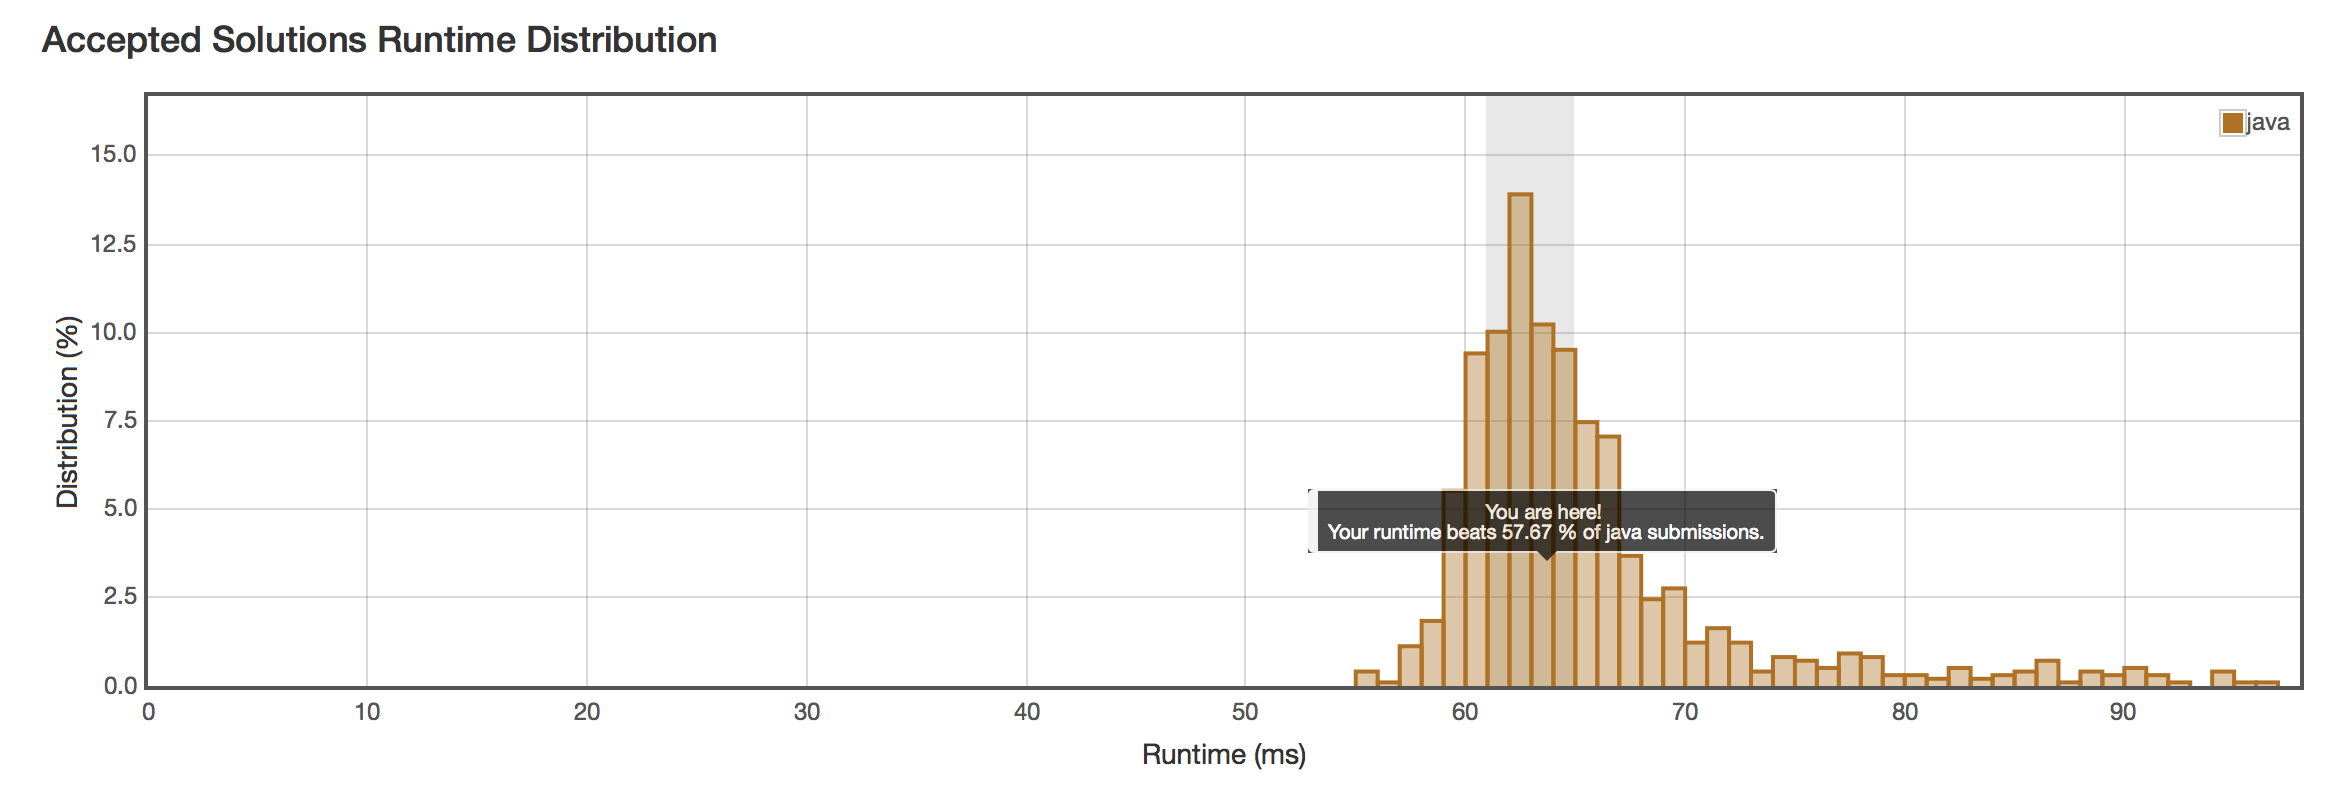 Accepted Solutions Runtime Distribution
java
15.0
12.5
10.0
7.5
5.0
2.5
0.0
Distribution (%)
You are here!
Your runtime beats 57.67 % of java submissions.
0 10 20 30 40 50 60 70 80 90
Runtime (ms)